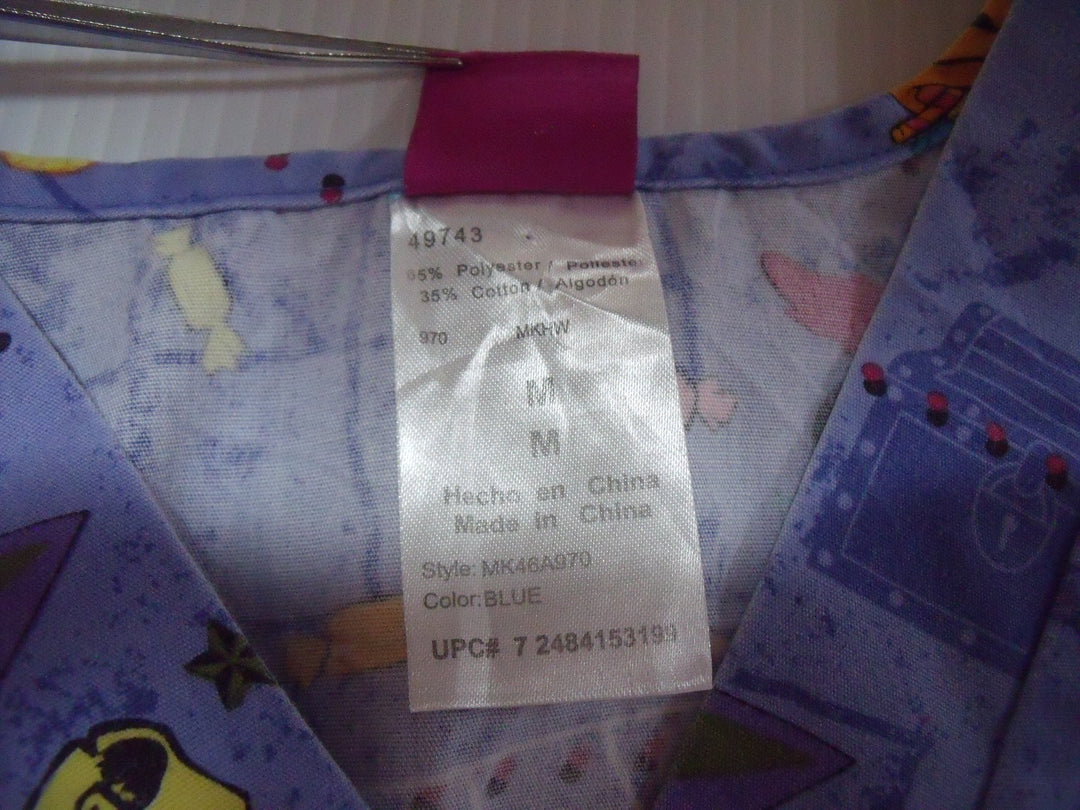 49743
65% Polyester / Poliester
35% Cotton / Algodón
970 MKHW
M
M
Hecho en China
Made in China
Style: MK46A970
Color:BLUE
UPC# 7 2484153199